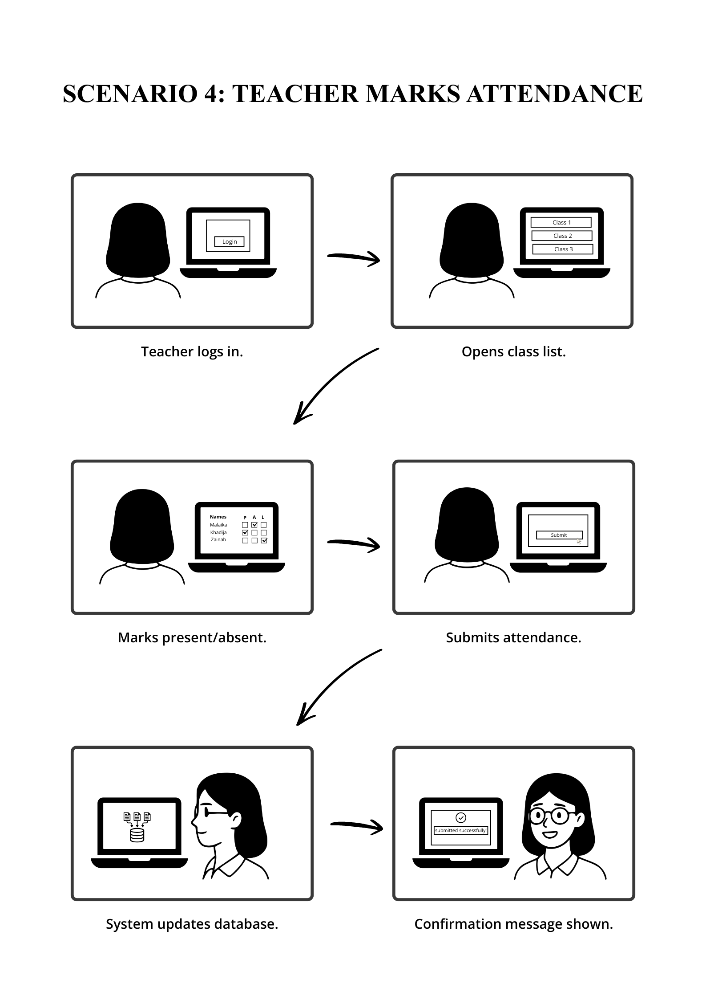 SCENARIO 4: TEACHER MARKS ATTENDANCE
Login
Teacher logs in.
Class 1
Class 2
Class 3
Opens class list.
Names P A L
Malaika
Khadija
Zainab
Marks present/absent.
Submit
Submits attendance.
System updates database.
submitted successfully!
Confirmation message shown.